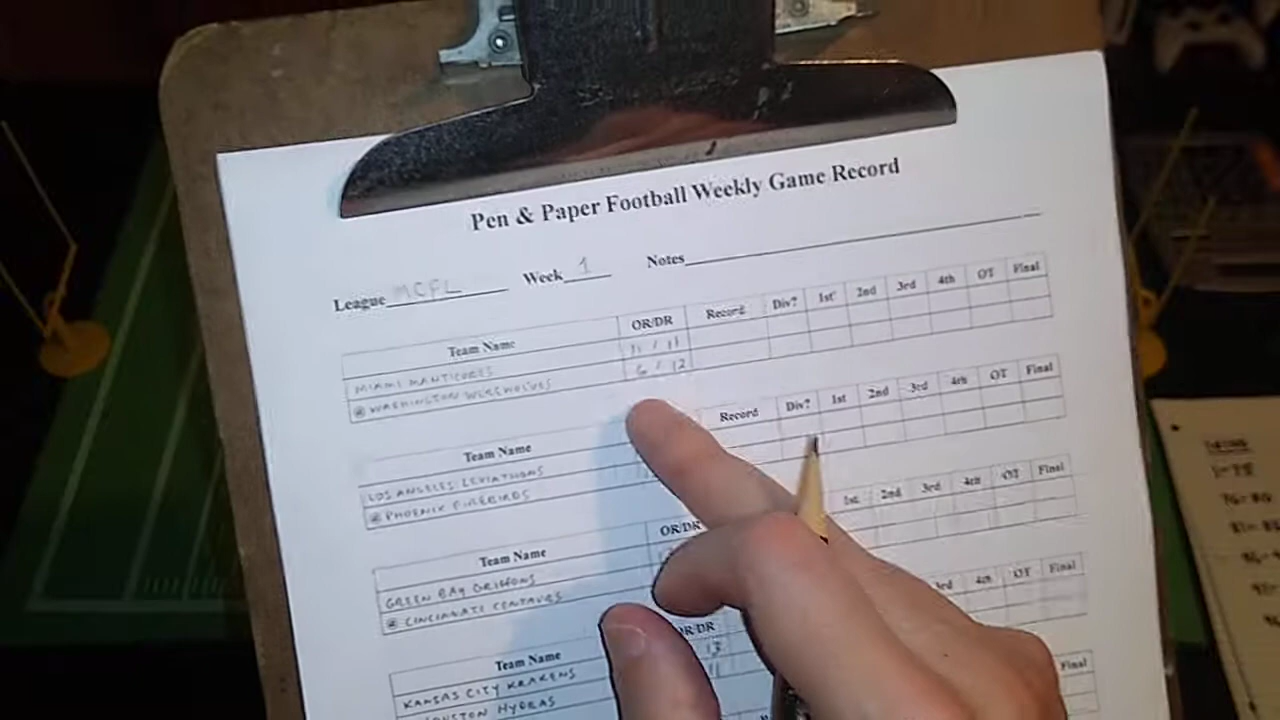 Pen & Paper Football Weekly Game Record
League MCFL Week 1 Notes
Team Name OR/DR Record Div? 1st 2nd 3rd 4th OT Final
MIAMI MANTICORES 11 / 11
@ WASHINGTON WEREWOLVES 6 / 12
Team Name Record Div? 1st 2nd 3rd 4th OT Final
LOS ANGELES LEVIATHONS
@ PHOENIX FIREBIRDS
Team Name OR/DR 1st 2nd 3rd 4th OT Final
GREEN BAY GRIFFONS
@ CINCINNATI CENTAURS
Team Name OR/DR 3rd 4th OT Final
KANSAS CITY KRAKENS 13
HOUSTON HYDRAS 11
Final